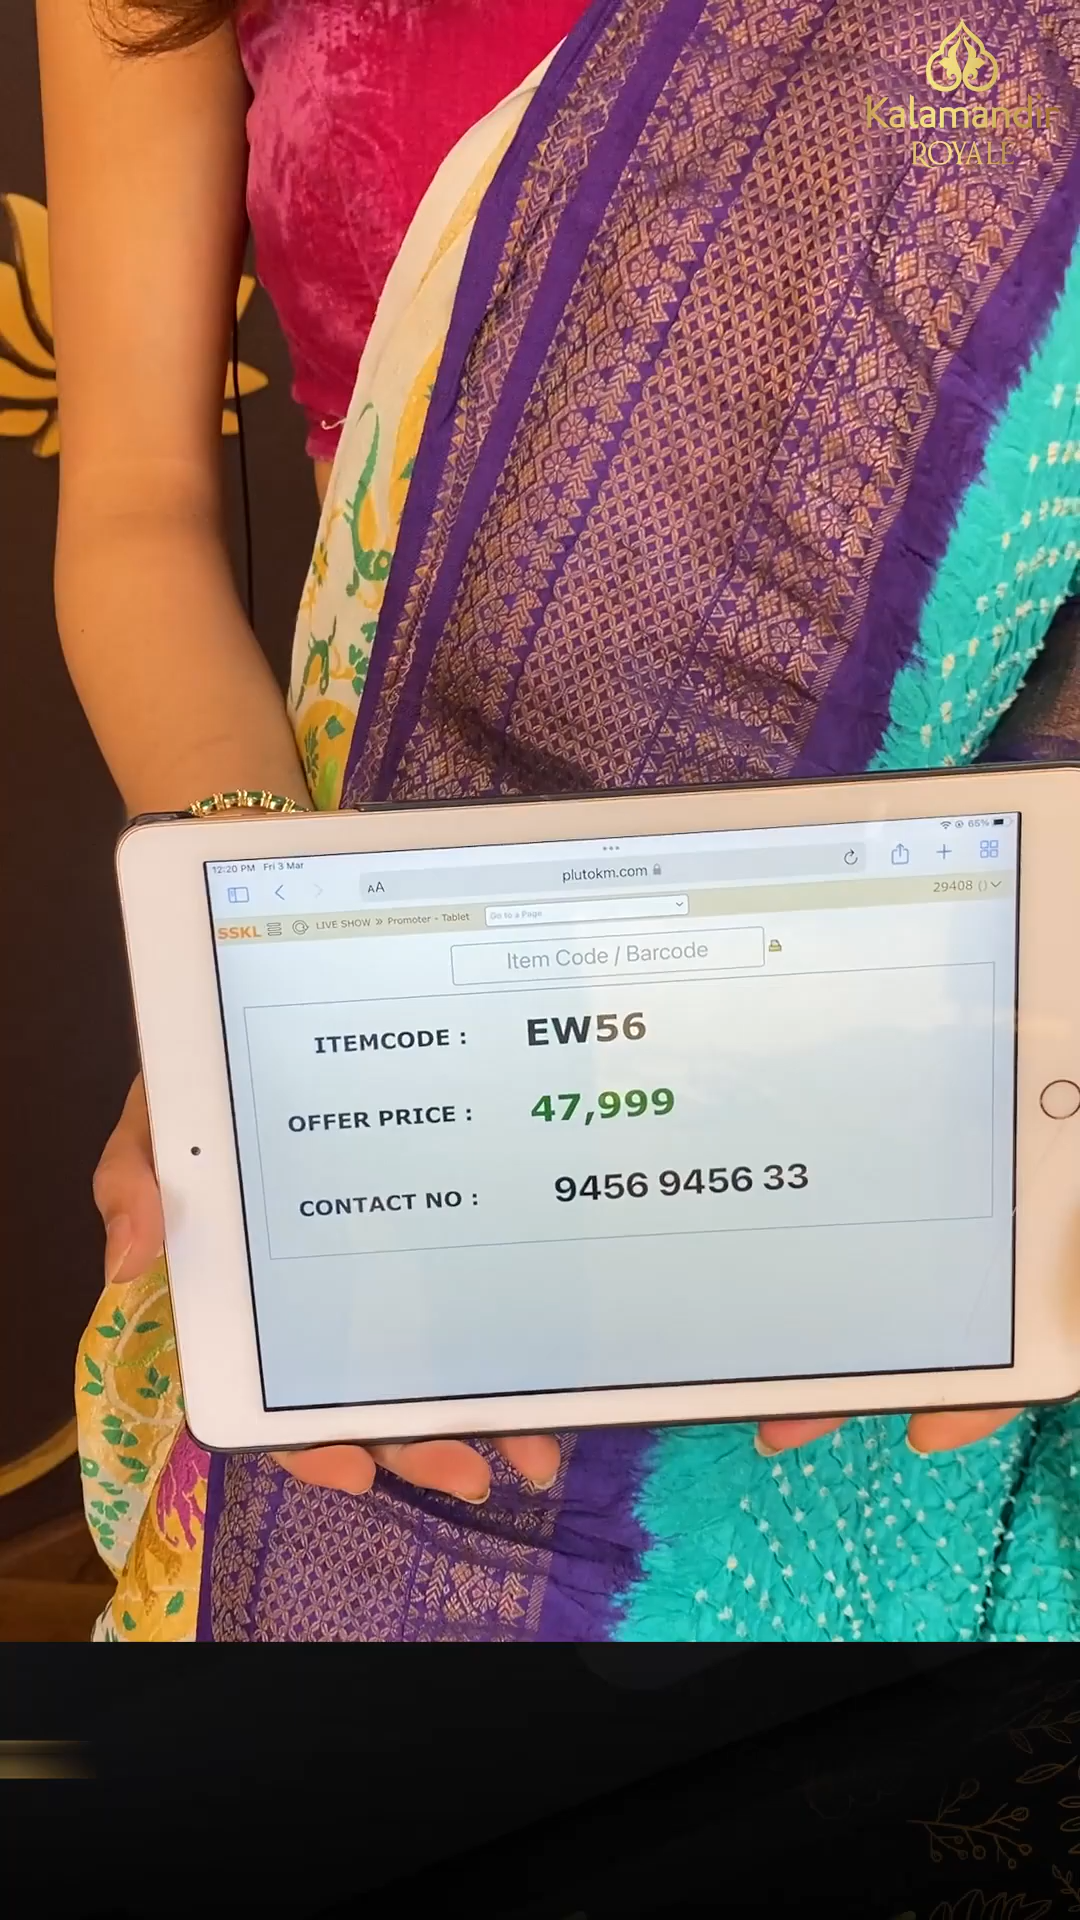 Kalamandir
ROYALE
12:20 PM Fri 3 Mar
65%
AA
plutokm.com
SSKL
LIVE SHOW » Promoter - Tablet
Go to a Page
29408 ()
Item Code / Barcode
ITEMCODE : EW56
OFFER PRICE : 47,999
CONTACT NO : 9456 9456 33